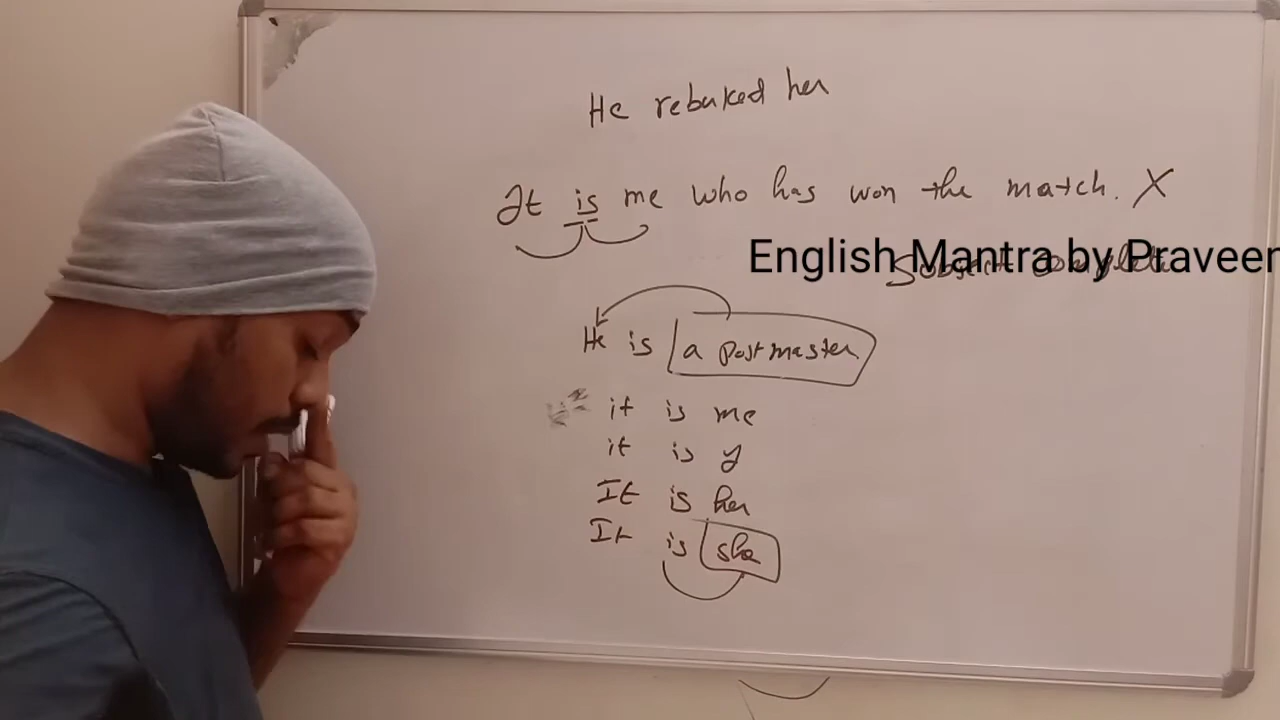 He rebuked her
It is me who has won the match. X
English Mantra by Praveen
Subject
He is a postmaster
it is me
it is y
It is her
It is she